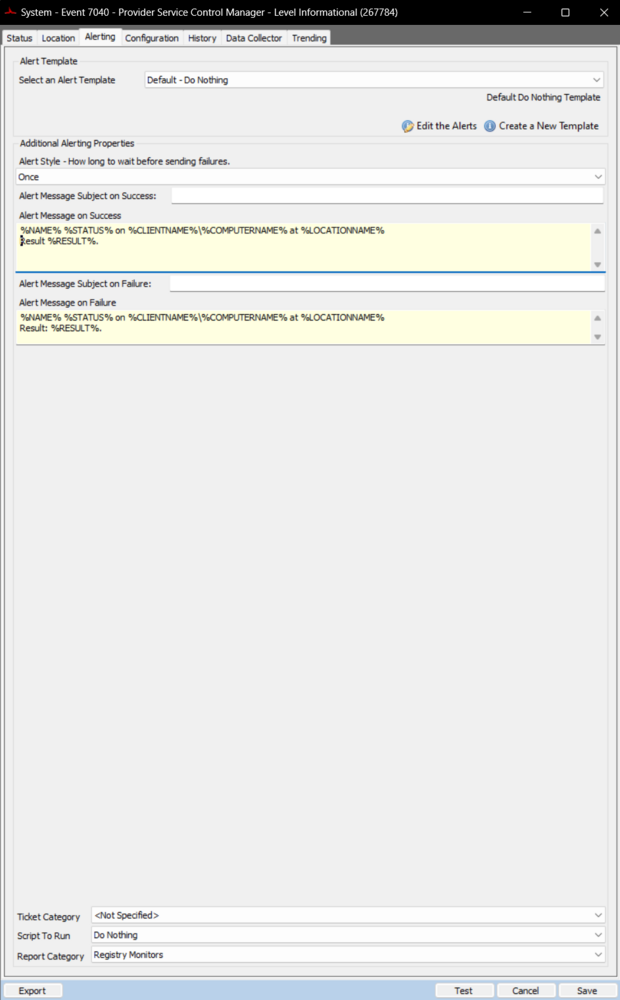 System - Event 7040 - Provider Service Control Manager - Level Informational (267784)
Status Location Alerting Configuration History Data Collector Trending
Alert Template
Select an Alert Template Default - Do Nothing
Default Do Nothing Template
Edit the Alerts Create a New Template
Additional Alerting Properties
Alert Style - How long to wait before sending failures.
Once
Alert Message Subject on Success:
Alert Message on Success
%NAME% %STATUS% on %CLIENTNAME%\%COMPUTERNAME% at %LOCATIONNAME%
Result %RESULT%.
Alert Message Subject on Failure:
Alert Message on Failure
%NAME% %STATUS% on %CLIENTNAME%\%COMPUTERNAME% at %LOCATIONNAME%
Result: %RESULT%.
Ticket Category <Not Specified>
Script To Run Do Nothing
Report Category Registry Monitors
Export Test Cancel Save